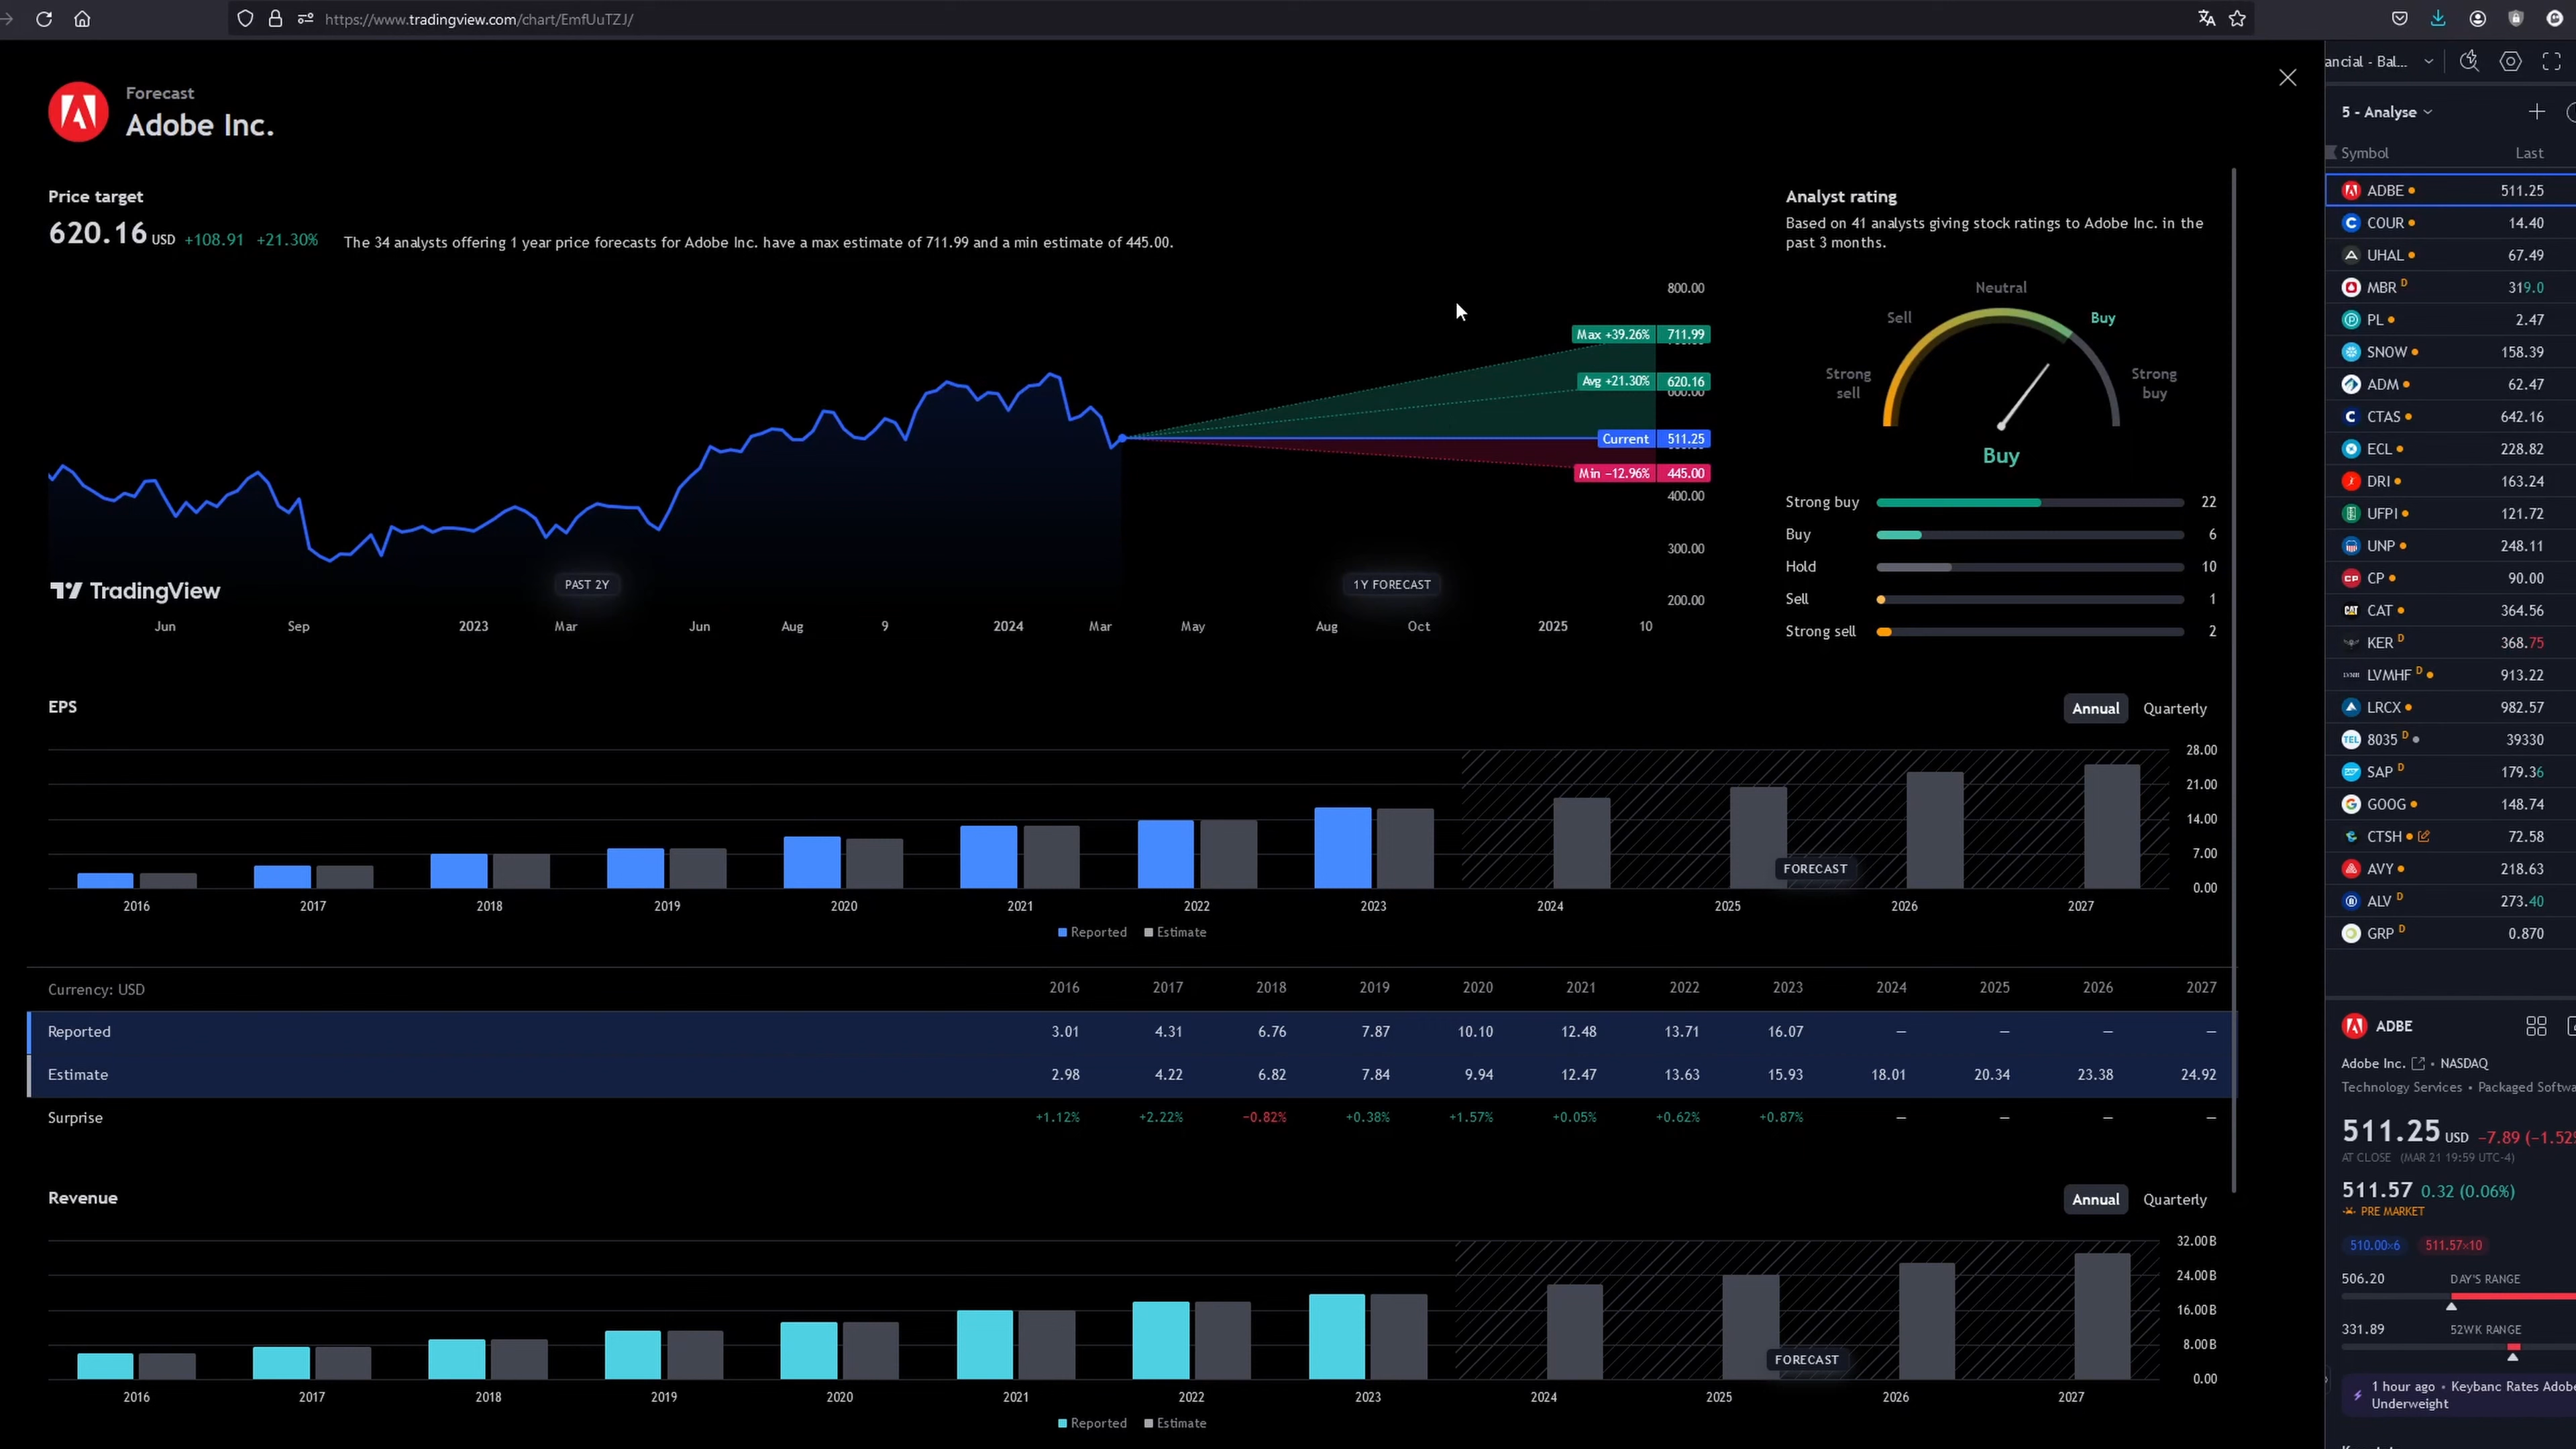 https://www.tradingview.com/chart/EmfUuTZJ/
Forecast
Adobe Inc.
Price target
620.16 USD +108.91 +21.30% The 34 analysts offering 1 year price forecasts for Adobe Inc. have a max estimate of 711.99 and a min estimate of 445.00.
800.00
Max +39.26% 711.99
Avg +21.30% 620.16
600.00
Current 511.25
Min −12.96% 445.00
400.00
300.00
200.00
TradingView
PAST 2Y
1Y FORECAST
Jun Sep 2023 Mar Jun Aug 9 2024 Mar May Aug Oct 2025 10
Analyst rating
Based on 41 analysts giving stock ratings to Adobe Inc. in the
past 3 months.
Neutral
Sell Buy
Strong
sell
Strong
buy
Buy
Strong buy 22
Buy 6
Hold 10
Sell 1
Strong sell 2
EPS
Annual Quarterly
28.00
21.00
14.00
7.00
0.00
FORECAST
2016 2017 2018 2019 2020 2021 2022 2023 2024 2025 2026 2027
Reported Estimate
Currency: USD 2016 2017 2018 2019 2020 2021 2022 2023 2024 2025 2026 2027
Reported 3.01 4.31 6.76 7.87 10.10 12.48 13.71 16.07 — — — —
Estimate 2.98 4.22 6.82 7.84 9.94 12.47 13.63 15.93 18.01 20.34 23.38 24.92
Surprise +1.12% +2.22% −0.82% +0.38% +1.57% +0.05% +0.62% +0.87% — — — —
Revenue
Annual Quarterly
32.00B
24.00B
16.00B
8.00B
0.00
FORECAST
2016 2017 2018 2019 2020 2021 2022 2023 2024 2025 2026 2027
Reported Estimate
ancial - Bal...
5 - Analyse
Symbol Last
ADBE 511.25
COUR 14.40
UHAL 67.49
MBR D 319.0
PL 2.47
SNOW 158.39
ADM 62.47
CTAS 642.16
ECL 228.82
DRI 163.24
UFPI 121.72
UNP 248.11
CP 90.00
CAT 364.56
KER D 368.75
LVMHF D 913.22
LRCX 982.57
8035 D 39330
SAP D 179.36
GOOG 148.74
CTSH 72.58
AVY 218.63
ALV D 273.40
GRP D 0.870
ADBE
Adobe Inc. • NASDAQ
Technology Services • Packaged Softwa
511.25 USD −7.89 (−1.52%
AT CLOSE (MAR 21 19:59 UTC-4)
511.57 0.32 (0.06%)
PRE MARKET
510.00×6 511.57×10
506.20 DAY'S RANGE
331.89 52WK RANGE
1 hour ago • Keybanc Rates Adobe
Underweight